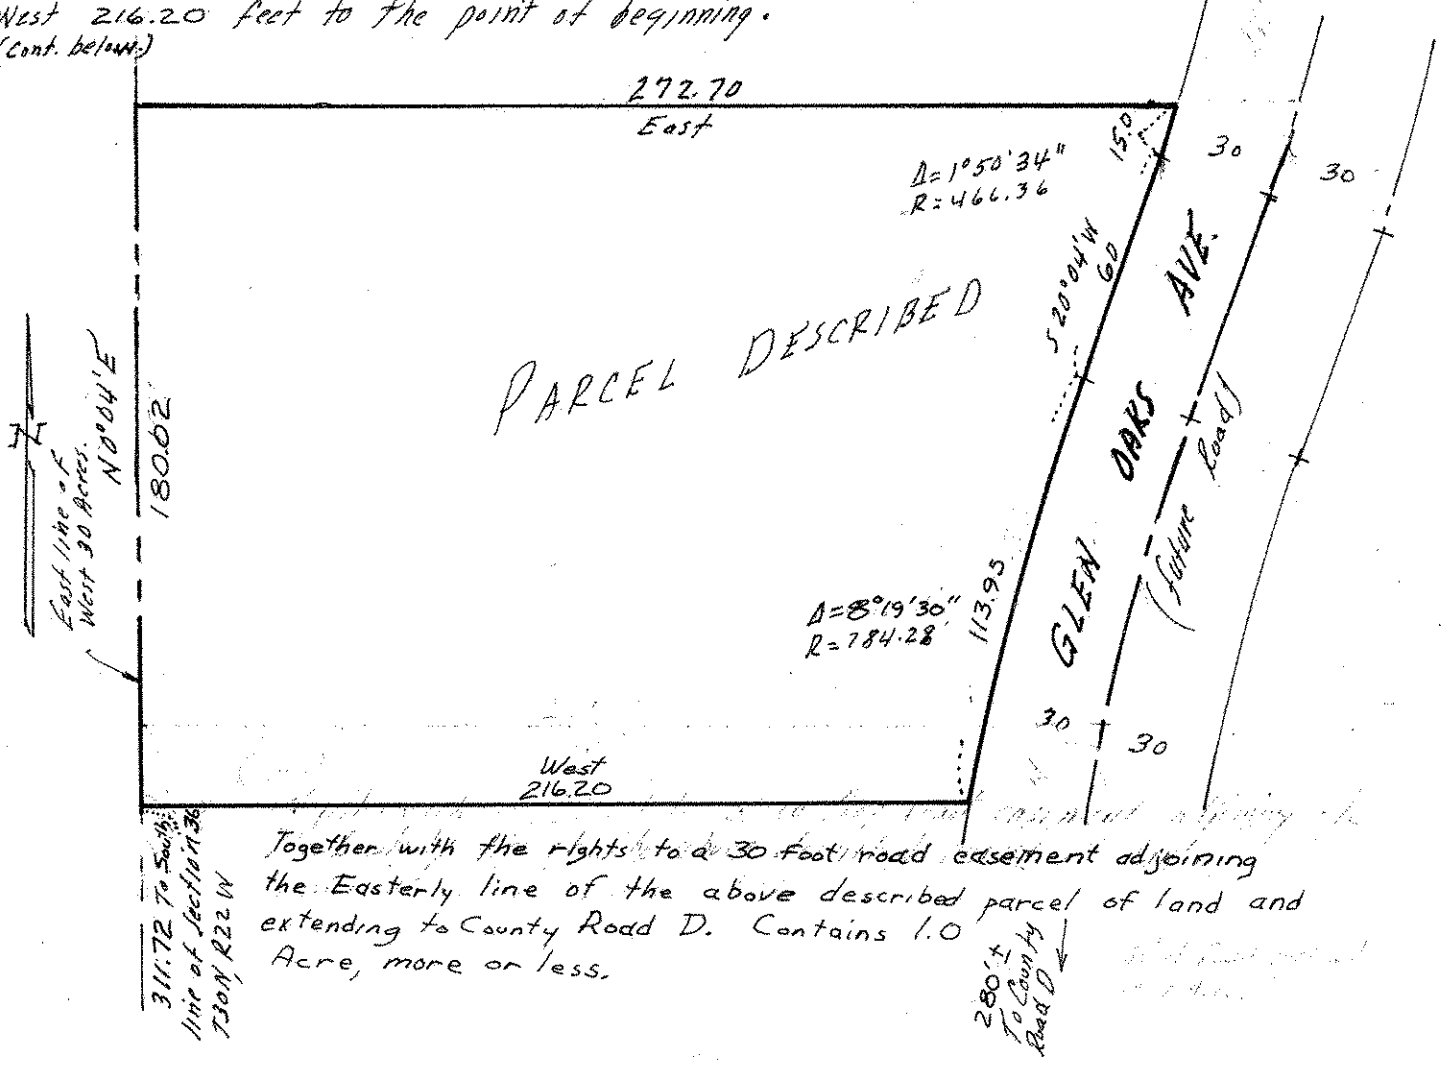 West 216.20 feet to the point of beginning.
(Cont. below)
272.70
East
Δ=1°50'34"
R=466.36
15.0
30
30
S20°04'W
60
PARCEL DESCRIBED
N
East line of
West 30 Acres.
N0°04'E
180.02
GLEN OAKS AVE.
(future Road)
Δ=8°19'30"
R=784.28'
113.95
30
30
West
216.20
311.72 To South
line of Section 36
T30N, R22W
Together with the rights to a 30 foot road easement adjoining
the Easterly line of the above described parcel of land and
extending to County Road D. Contains 1.0
Acre, more or less.
280'±
To County
Road D